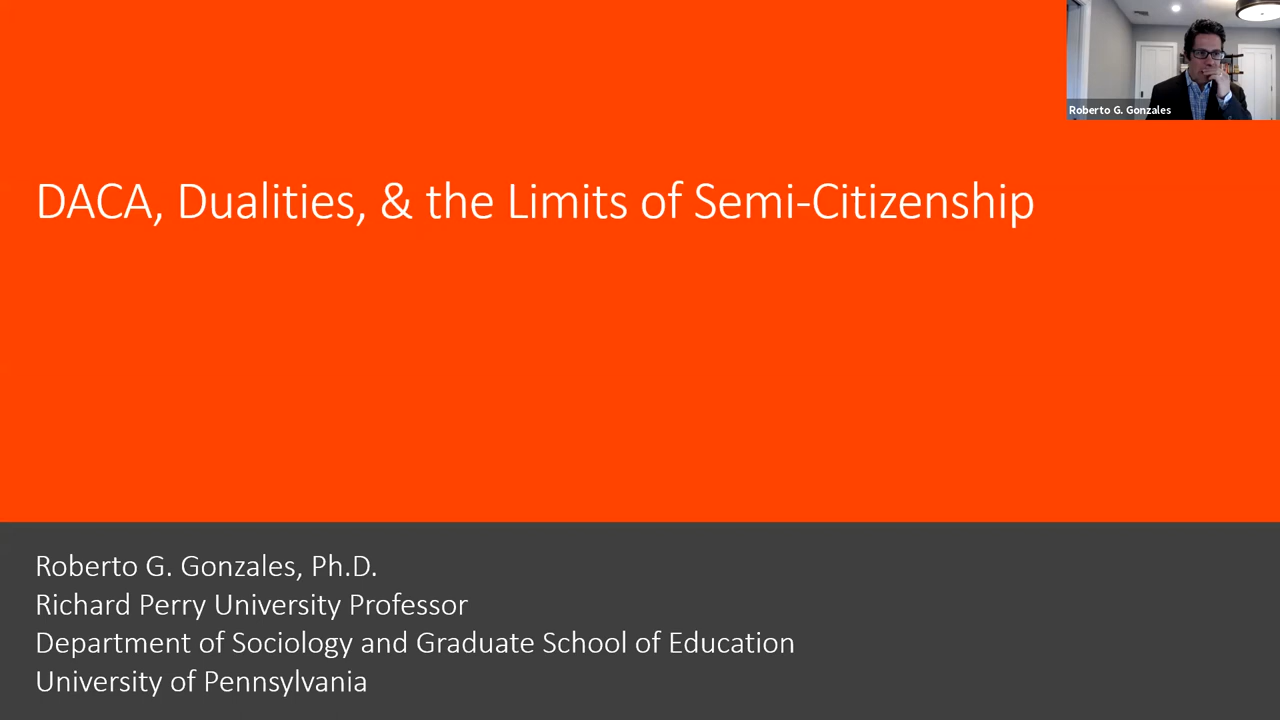 Roberto G. Gonzales
DACA, Dualities, & the Limits of Semi-Citizenship
Roberto G. Gonzales, Ph.D.
Richard Perry University Professor
Department of Sociology and Graduate School of Education
University of Pennsylvania